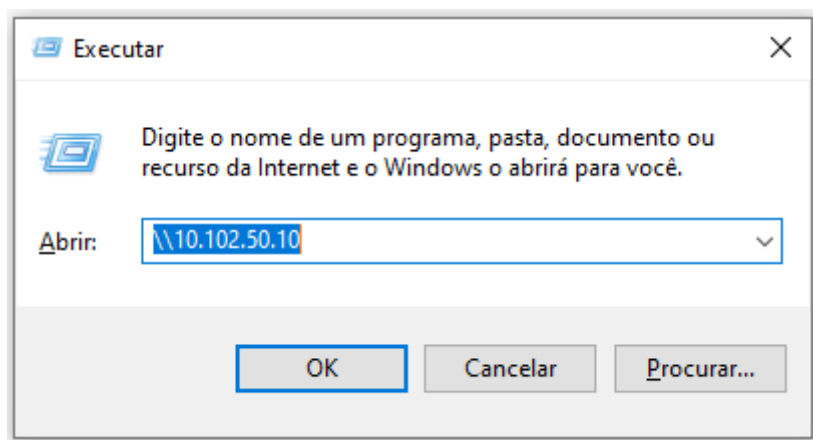 Executar
Digite o nome de um programa, pasta, documento ou
recurso da Internet e o Windows o abrirá para você.
Abrir: \\10.102.50.10
OK Cancelar Procurar...